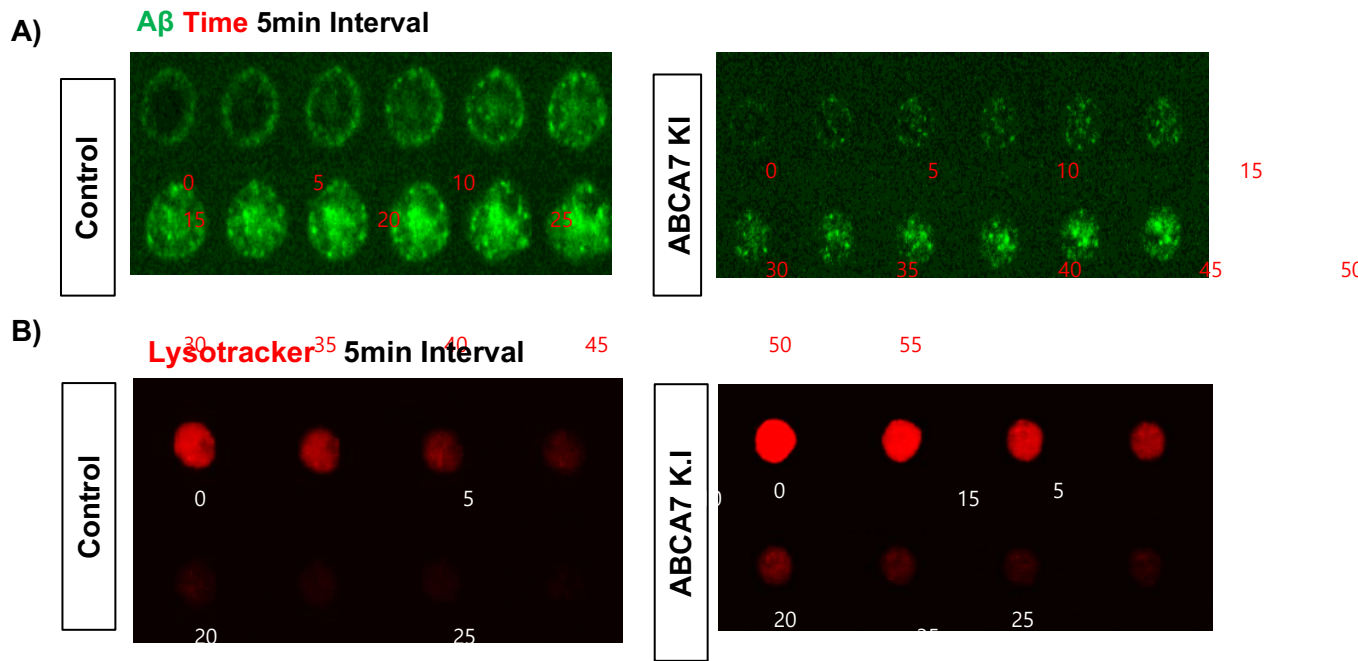 A)
Aβ Time 5min Interval
Control
0 5 10
15 20 25
ABCA7 KI
0 5 10 15
30 35 40 45 50
B)
30 35 40 45 50 55
Lysotracker 5min Interval
Control
0 5
20 25
ABCA7 K.I
0 15 5
20 25